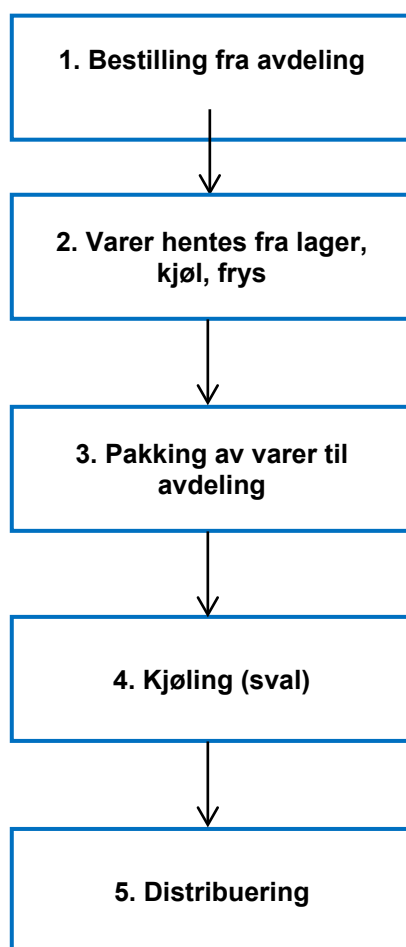 1. Bestilling fra avdeling
2. Varer hentes fra lager,
kjøl, frys
3. Pakking av varer til
avdeling
4. Kjøling (sval)
5. Distribuering